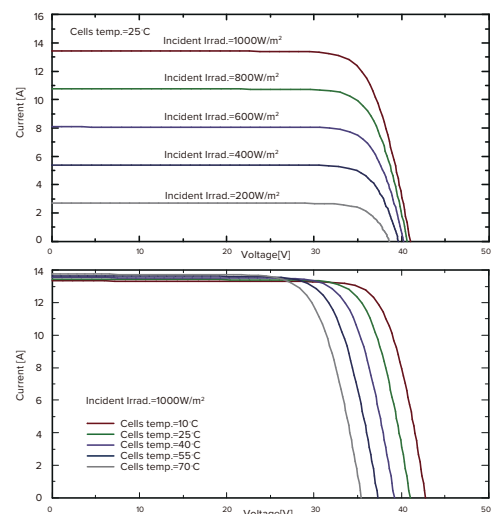 16
Cells temp.=25°C
Incident Irrad.=1000W/m²
14
12
Incident Irrad.=800W/m²
10
Current [A]
Incident Irrad.=600W/m²
8
6
Incident Irrad.=400W/m²
4
Incident Irrad.=200W/m²
2
0
0 10 20 30 40 50
Voltage[V]
14
12
10
Current [A]
8
6
Incident Irrad.=1000W/m²
Cells temp.=10°C
4
Cells temp.=25°C
Cells temp.=40°C
Cells temp.=55°C
2
Cells temp.=70°C
0
0 10 20 30 40 50
Voltage[V]